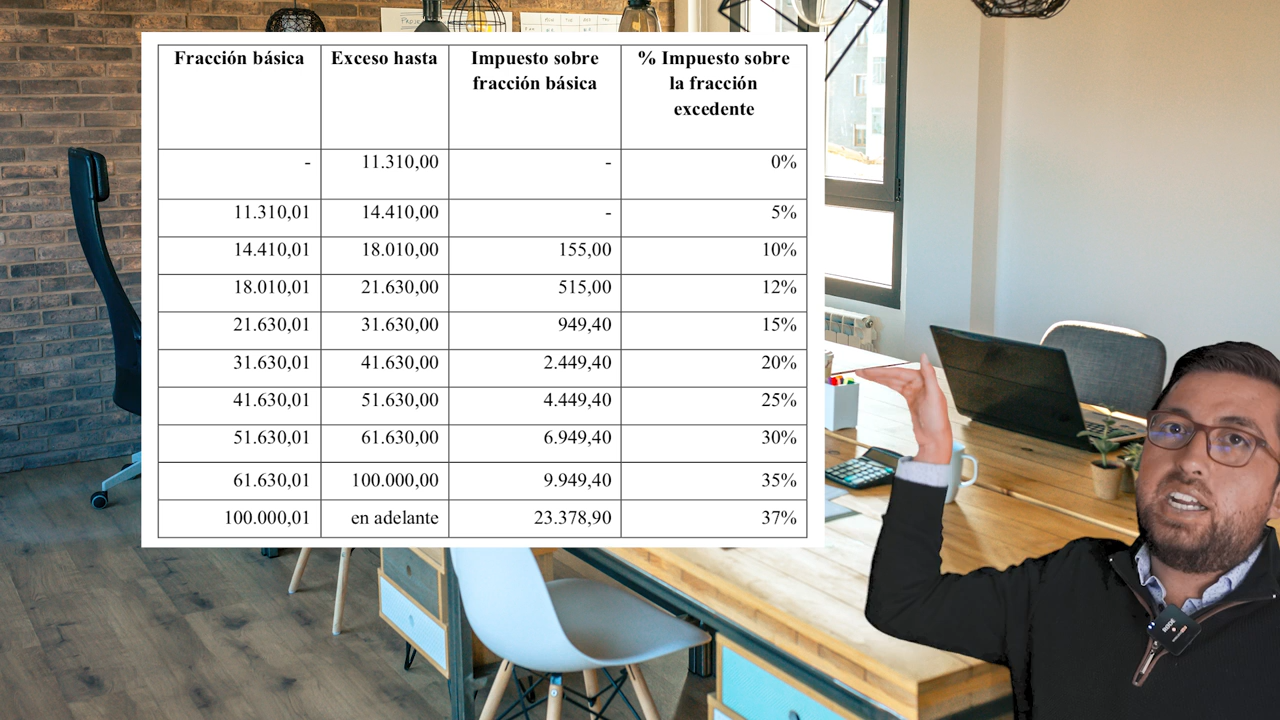 Fracción básica Exceso hasta Impuesto sobre fracción básica % Impuesto sobre la fracción excedente
- 11.310,00 - 0%
11.310,01 14.410,00 - 5%
14.410,01 18.010,00 155,00 10%
18.010,01 21.630,00 515,00 12%
21.630,01 31.630,00 949,40 15%
31.630,01 41.630,00 2.449,40 20%
41.630,01 51.630,00 4.449,40 25%
51.630,01 61.630,00 6.949,40 30%
61.630,01 100.000,00 9.949,40 35%
100.000,01 en adelante 23.378,90 37%